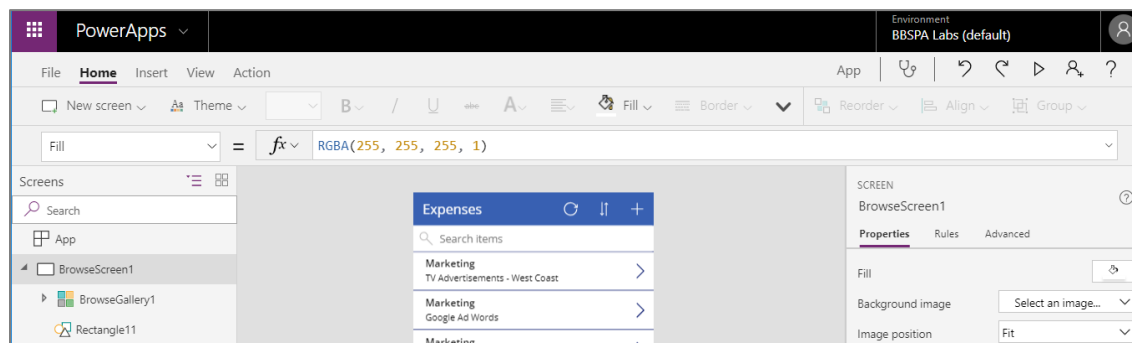 PowerApps
Environment
BBSPA Labs (default)
File Home Insert View Action
App
New screen Aa Theme B / U abc A Fill Border Reorder Align Group
Fill = fx RGBA(255, 255, 255, 1)
Screens
Search
App
BrowseScreen1
BrowseGallery1
Rectangle11
Expenses
Search items
Marketing
TV Advertisements - West Coast
Marketing
Google Ad Words
Marketing
SCREEN
BrowseScreen1
Properties Rules Advanced
Fill
Background image Select an image...
Image position Fit